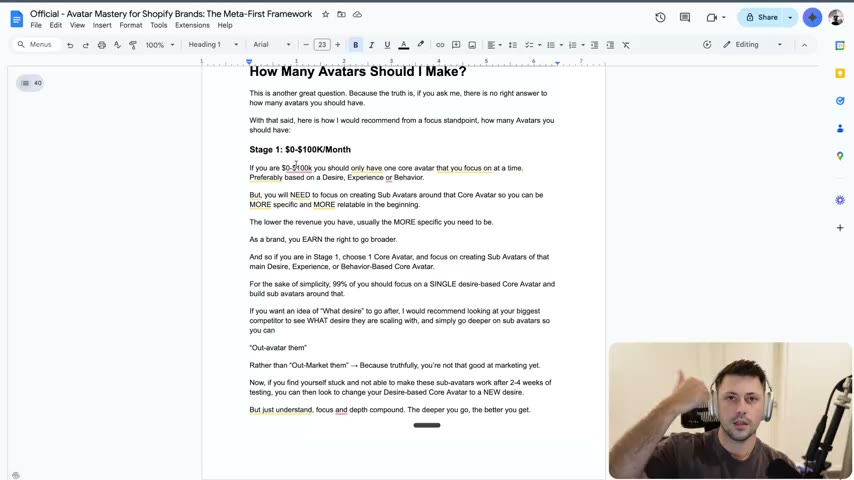 Official - Avatar Mastery for Shopify Brands: The Meta-First Framework
File Edit View Insert Format Tools Extensions Help
Share
Menus
100%
Heading 1
Arial
23
B I U A
Editing
1 1 2 3 4 5 6 7
40
How Many Avatars Should I Make?
This is another great question. Because the truth is, if you ask me, there is no right answer to
how many avatars you should have.
With that said, here is how I would recommend from a focus standpoint, how many Avatars you
should have:
Stage 1: $0-$100K/Month
If you are $0-$100k you should only have one core avatar that you focus on at a time.
Preferably based on a Desire, Experience or Behavior.
But, you will NEED to focus on creating Sub Avatars around that Core Avatar so you can be
MORE specific and MORE relatable in the beginning.
The lower the revenue you have, usually the MORE specific you need to be.
As a brand, you EARN the right to go broader.
And so if you are in Stage 1, choose 1 Core Avatar, and focus on creating Sub Avatars of that
main Desire, Experience, or Behavior-Based Core Avatar.
For the sake of simplicity, 99% of you should focus on a SINGLE desire-based Core Avatar and
build sub avatars around that.
If you want an idea of "What desire" to go after, I would recommend looking at your biggest
competitor to see WHAT desire they are scaling with, and simply go deeper on sub avatars so
you can
"Out-avatar them"
Rather than "Out-Market them" → Because truthfully, you're not that good at marketing yet.
Now, if you find yourself stuck and not able to make these sub-avatars work after 2-4 weeks of
testing, you can then look to change your Desire-based Core Avatar to a NEW desire.
But just understand, focus and depth compound. The deeper you go, the better you get.